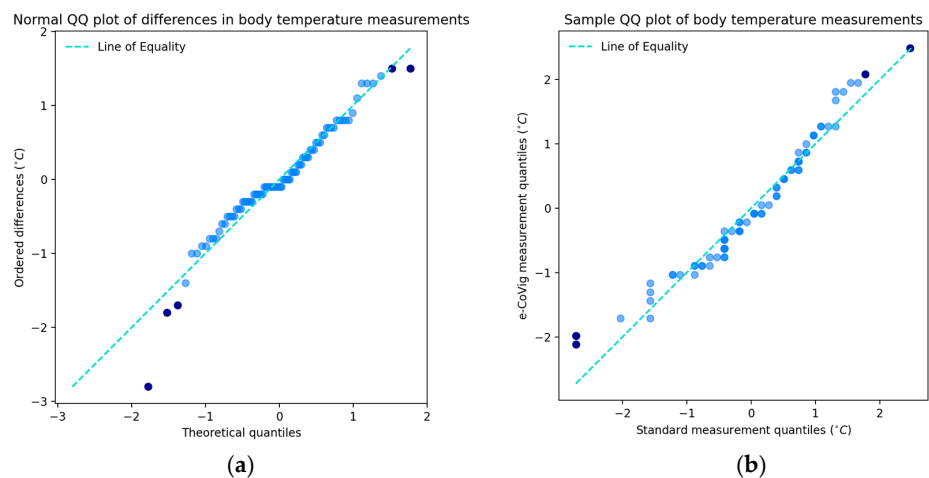 Normal QQ plot of differences in body temperature measurements
Line of Equality
Ordered differences (°C)
2
1
0
−1
−2
−3
−3 −2 −1 0 1 2
Theoretical quantiles
(a)
Sample QQ plot of body temperature measurements
Line of Equality
e-CoVig measurement quantiles (°C)
2
1
0
−1
−2
−2 −1 0 1 2
Standard measurement quantiles (°C)
(b)